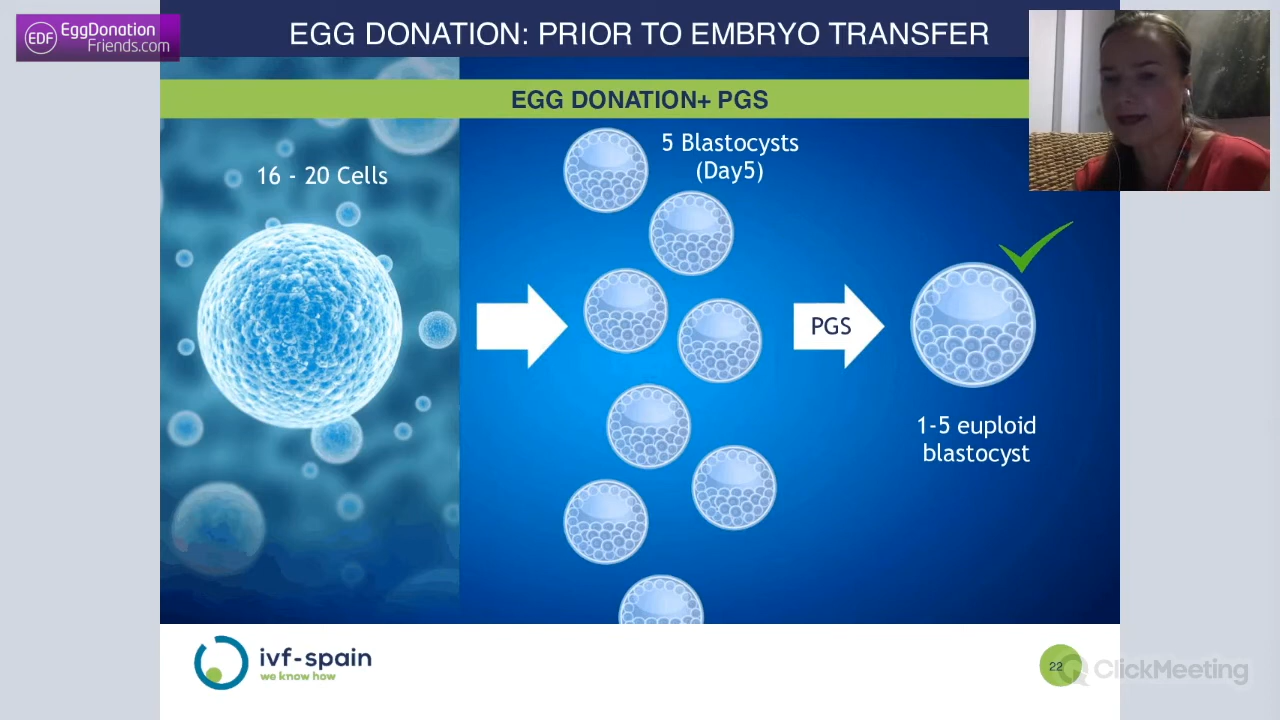 EDF
EggDonation
Friends.com
EGG DONATION: PRIOR TO EMBRYO TRANSFER
EGG DONATION+ PGS
16 - 20 Cells
5 Blastocysts
(Day5)
PGS
1-5 euploid
blastocyst
ivf-spain
we know how
22
ClickMeeting